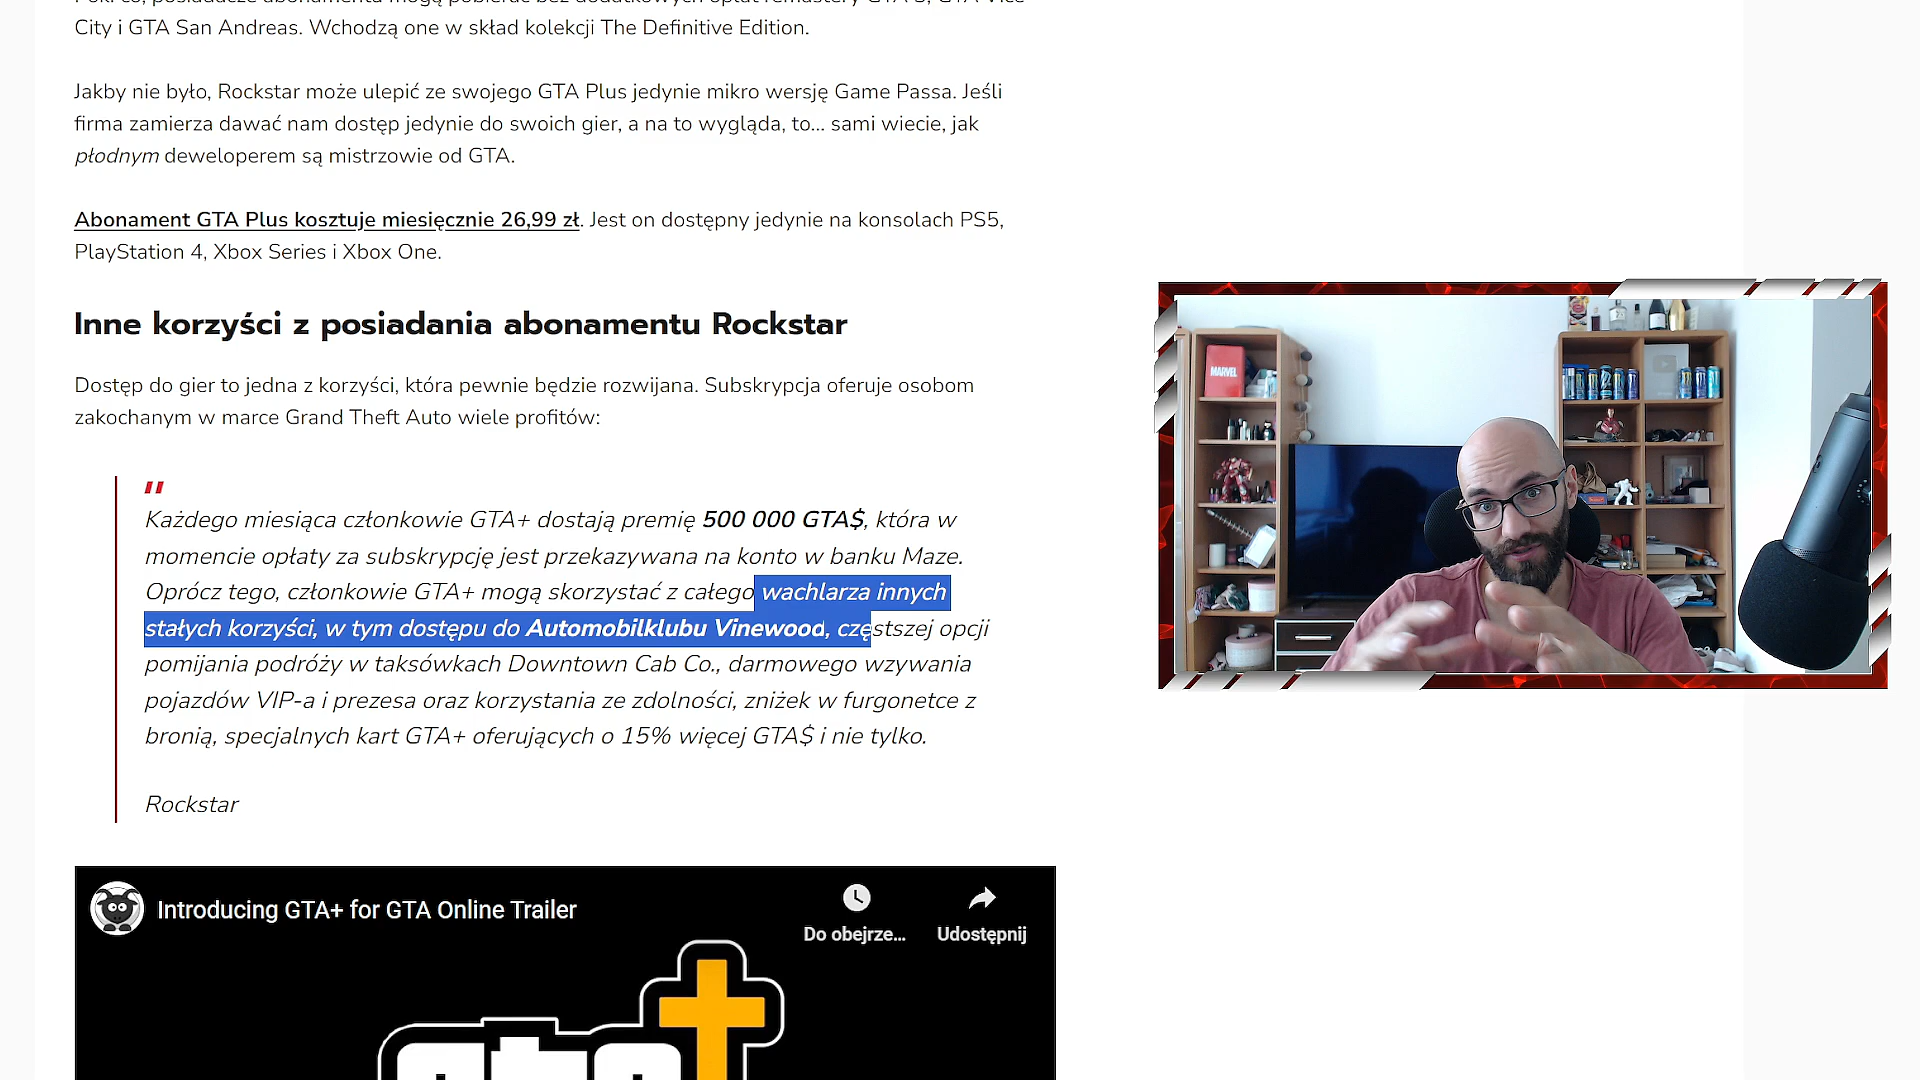 City i GTA San Andreas. Wchodzą one w skład kolekcji The Definitive Edition.
Jakby nie było, Rockstar może ulepić ze swojego GTA Plus jedynie mikro wersję Game Passa. Jeśli
firma zamierza dawać nam dostęp jedynie do swoich gier, a na to wygląda, to... sami wiecie, jak
płodnym deweloperem są mistrzowie od GTA.
Abonament GTA Plus kosztuje miesięcznie 26,99 zł. Jest on dostępny jedynie na konsolach PS5,
PlayStation 4, Xbox Series i Xbox One.
Inne korzyści z posiadania abonamentu Rockstar
Dostęp do gier to jedna z korzyści, która pewnie będzie rozwijana. Subskrypcja oferuje osobom
zakochanym w marce Grand Theft Auto wiele profitów:
"
Każdego miesiąca członkowie GTA+ dostają premię 500 000 GTA$, która w
momencie opłaty za subskrypcję jest przekazywana na konto w banku Maze.
Oprócz tego, członkowie GTA+ mogą skorzystać z całego wachlarza innych
stałych korzyści, w tym dostępu do Automobilklubu Vinewood, częstszej opcji
pomijania podróży w taksówkach Downtown Cab Co., darmowego wzywania
pojazdów VIP-a i prezesa oraz korzystania ze zdolności, zniżek w furgonetce z
bronią, specjalnych kart GTA+ oferujących o 15% więcej GTA$ i nie tylko.
Rockstar
Introducing GTA+ for GTA Online Trailer
Do obejrze...
Udostępnij
MARVEL